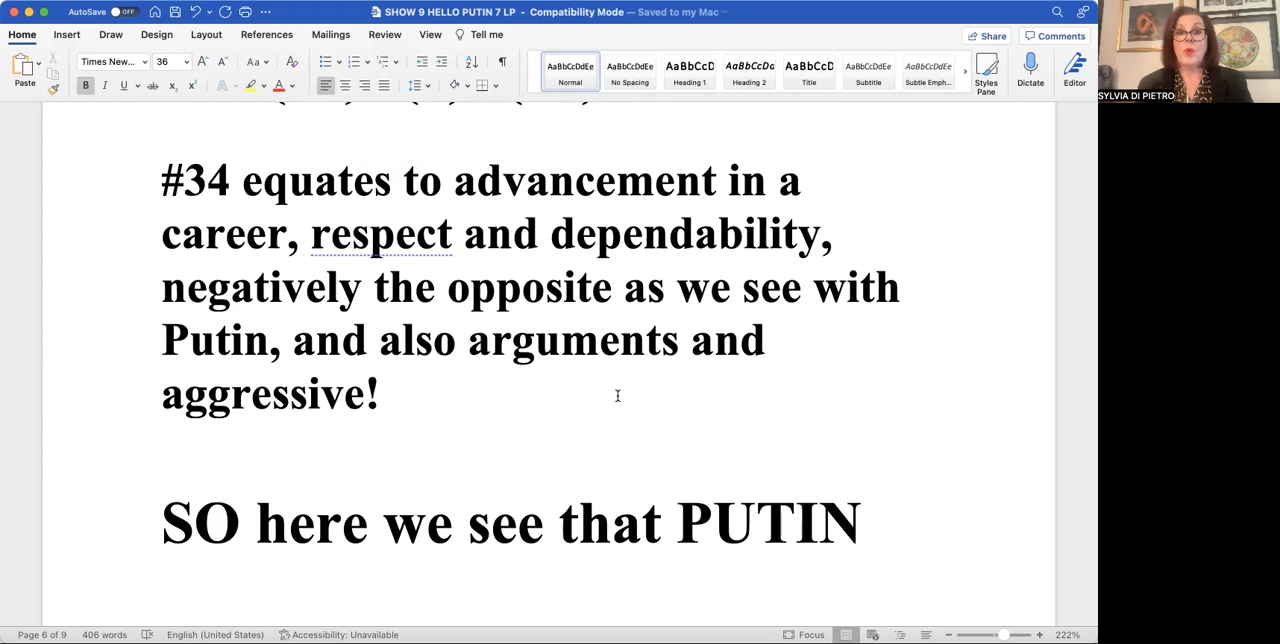 AutoSave OFF SHOW 9 HELLO PUTIN 7 LP - Compatibility Mode — Saved to my Mac
Home Insert Draw Design Layout References Mailings Review View Tell me Share Comments
Paste Times New... 36 Aa AaBbCcDdEe Normal AaBbCcDdEe No Spacing AaBbCcD Heading 1 AaBbCcDc Heading 2 AaBbCcD Title AaBbCcDdEe Subtitle AaBbCcDdEe Subtle Emph... Styles Pane Dictate Editor
SYLVIA DI PIETRO
#34 equates to advancement in a
career, respect and dependability,
negatively the opposite as we see with
Putin, and also arguments and
aggressive!
SO here we see that PUTIN
Page 6 of 9 406 words English (United States) Accessibility: Unavailable Focus 222%